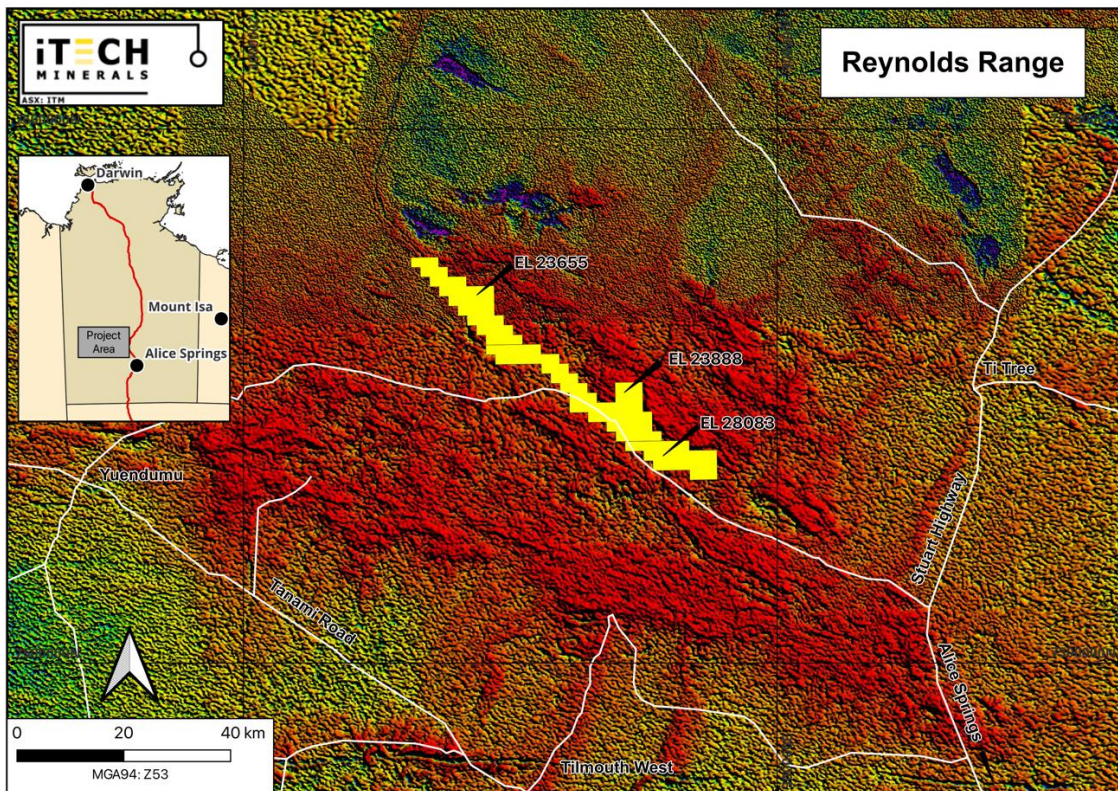 iTECH
MINERALS
ASX: ITM
Reynolds Range
Darwin
Mount Isa
Project
Area
Alice Springs
EL 23655
EL 23888
EL 28083
Ti Tree
Yuendumu
Stuart Highway
Tanami Road
Alice Springs
Tilmouth West
0 20 40 km
MGA94: Z53